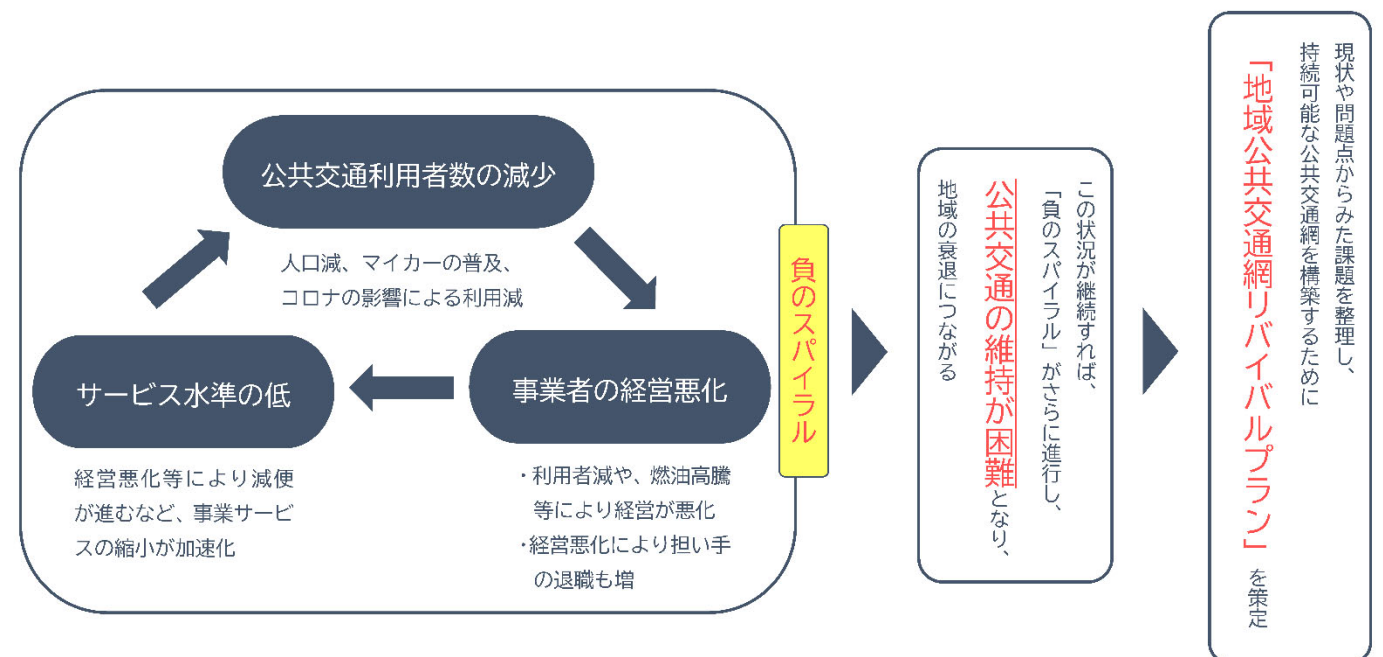 公共交通利用者数の減少
人口減、マイカーの普及、
コロナの影響による利用減
事業者の経営悪化
・利用者減や、燃油高騰
等により経営が悪化
・経営悪化により担い手
の退職も増
サービス水準の低
経営悪化等により減便
が進むなど、事業サービ
スの縮小が加速化
負のスパイラル
この状況が継続すれば、
「負のスパイラル」がさらに進行し、
公共交通の維持が困難となり、
地域の衰退につながる
現状や問題点からみた課題を整理し、
持続可能な公共交通網を構築するために
「地域公共交通網リバイバルプラン」を策定